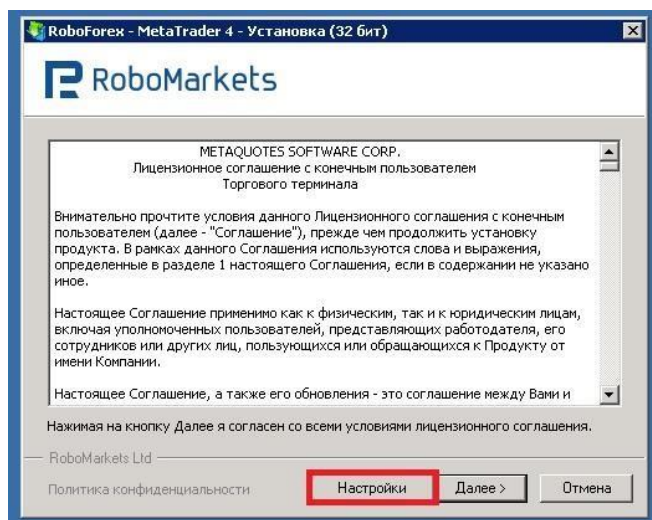 RoboForex - MetaTrader 4 - Установка (32 бит)
RoboMarkets
METAQUOTES SOFTWARE CORP.
Лицензионное соглашение с конечным пользователем
Торгового терминала
Внимательно прочтите условия данного Лицензионного соглашения с конечным
пользователем (далее - "Соглашение"), прежде чем продолжить установку
продукта. В рамках данного Соглашения используются слова и выражения,
определенные в разделе 1 настоящего Соглашения, если в содержании не указано
иное.
Настоящее Соглашение применимо как к физическим, так и к юридическим лицам,
включая уполномоченных пользователей, представляющих работодателя, его
сотрудников или других лиц, пользующихся или обращающихся к Продукту от
имени Компании.
Настоящее Соглашение, а также его обновления - это соглашение между Вами и
Нажимая на кнопку Далее я согласен со всеми условиями лицензионного соглашения.
RoboMarkets Ltd
Политика конфиденциальности Настройки Далее > Отмена